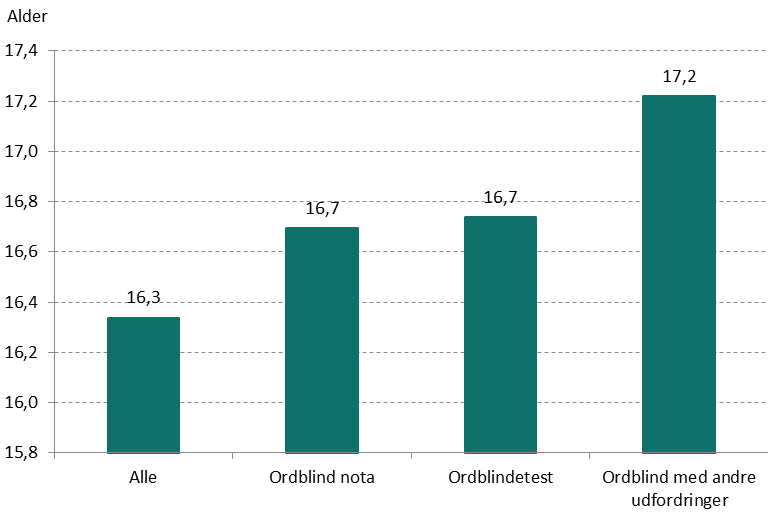 Alder
17,4
17,2
17,0
16,8
16,6
16,4
16,2
16,0
15,8
16,3
16,7
16,7
17,2
Alle
Ordblind nota
Ordblindetest
Ordblind med andre
udfordringer